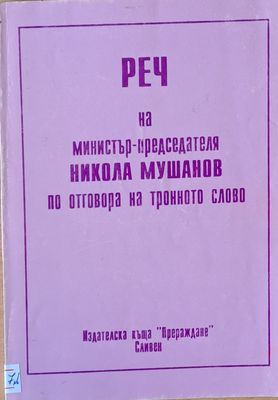 РЕЧ
на
министър-председателя
НИКОЛА МУШАНОВ
по отговора на тронното слово
Издателска къща "Прераждане"
Сливен